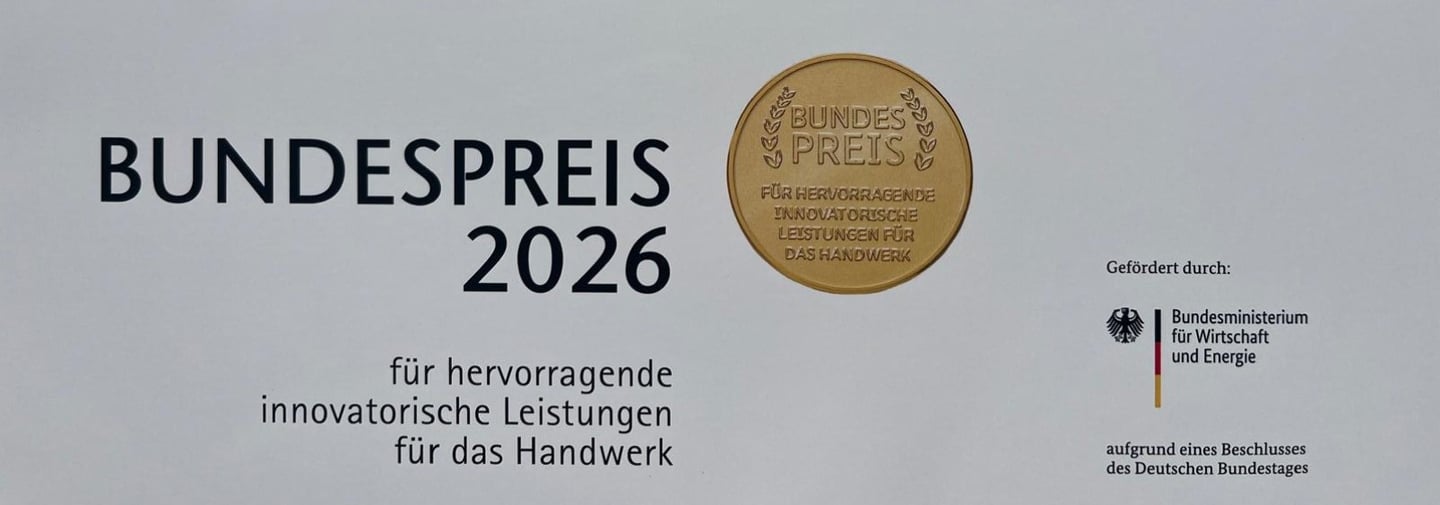 BUNDESPREIS
2026
für hervorragende
innovatorische Leistungen
für das Handwerk
BUNDES
PREIS
FÜR HERVORRAGENDE
INNOVATORISCHE
LEISTUNGEN FÜR
DAS HANDWERK
Gefördert durch:
Bundesministerium
für Wirtschaft
und Energie
aufgrund eines Beschlusses
des Deutschen Bundestages